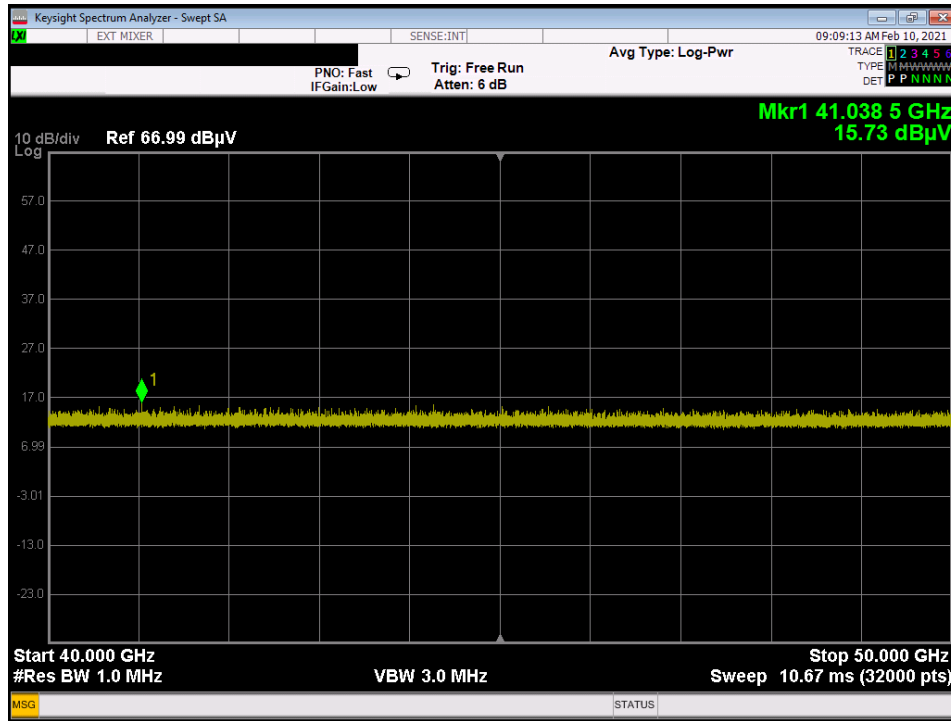 Keysight Spectrum Analyzer - Swept SA
LXI EXT MIXER SENSE:INT 09:09:13 AM Feb 10, 2021
PNO: Fast Trig: Free Run Avg Type: Log-Pwr TRACE 1 2 3 4 5 6
IFGain:Low Atten: 6 dB TYPE M M W W W W
DET P P N N N N
Mkr1 41.038 5 GHz
10 dB/div Ref 66.99 dBµV 15.73 dBµV
Log
57.0
47.0
37.0
27.0
1
17.0
6.99
-3.01
-13.0
-23.0
Start 40.000 GHz Stop 50.000 GHz
#Res BW 1.0 MHz VBW 3.0 MHz Sweep 10.67 ms (32000 pts)
MSG STATUS